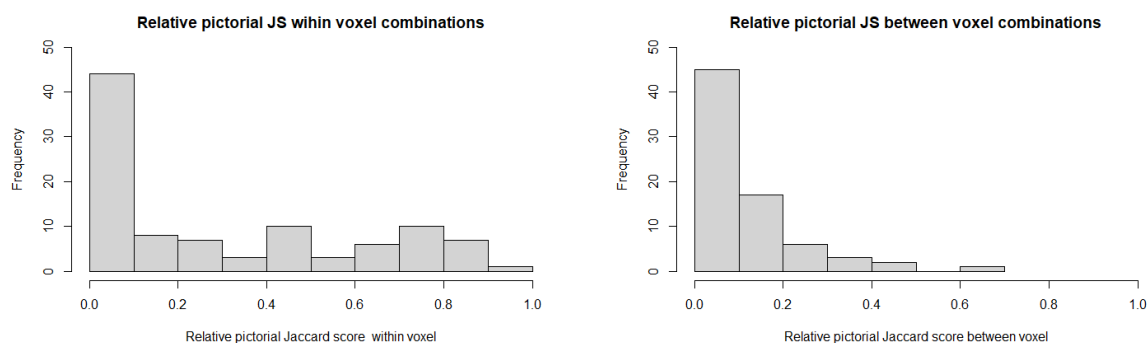 Relative pictorial JS wihin voxel combinations
Frequency
50
40
30
20
10
0
0.0 0.2 0.4 0.6 0.8 1.0
Relative pictorial Jaccard score within voxel
Relative pictorial JS between voxel combinations
Frequency
50
40
30
20
10
0
0.0 0.2 0.4 0.6 0.8 1.0
Relative pictorial Jaccard score between voxel